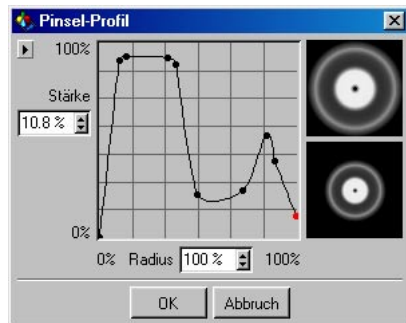 Pinsel-Profil
100%
Stärke
10.8 %
0%
0% Radius 100 % 100%
OK Abbruch